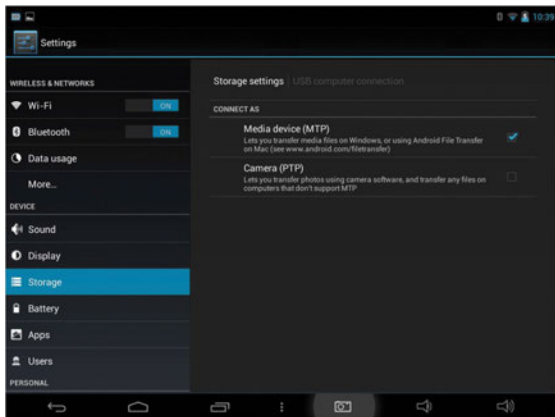 10:39
Settings
WIRELESS & NETWORKS
Wi-Fi ON
Bluetooth ON
Data usage
More...
DEVICE
Sound
Display
Storage
Battery
Apps
Users
PERSONAL
Storage settings | USB computer connection
CONNECT AS
Media device (MTP)
Lets you transfer media files on Windows, or using Android File Transfer
on Mac (see www.android.com/filetransfer)
Camera (PTP)
Lets you transfer photos using camera software, and transfer any files on
computers that don't support MTP